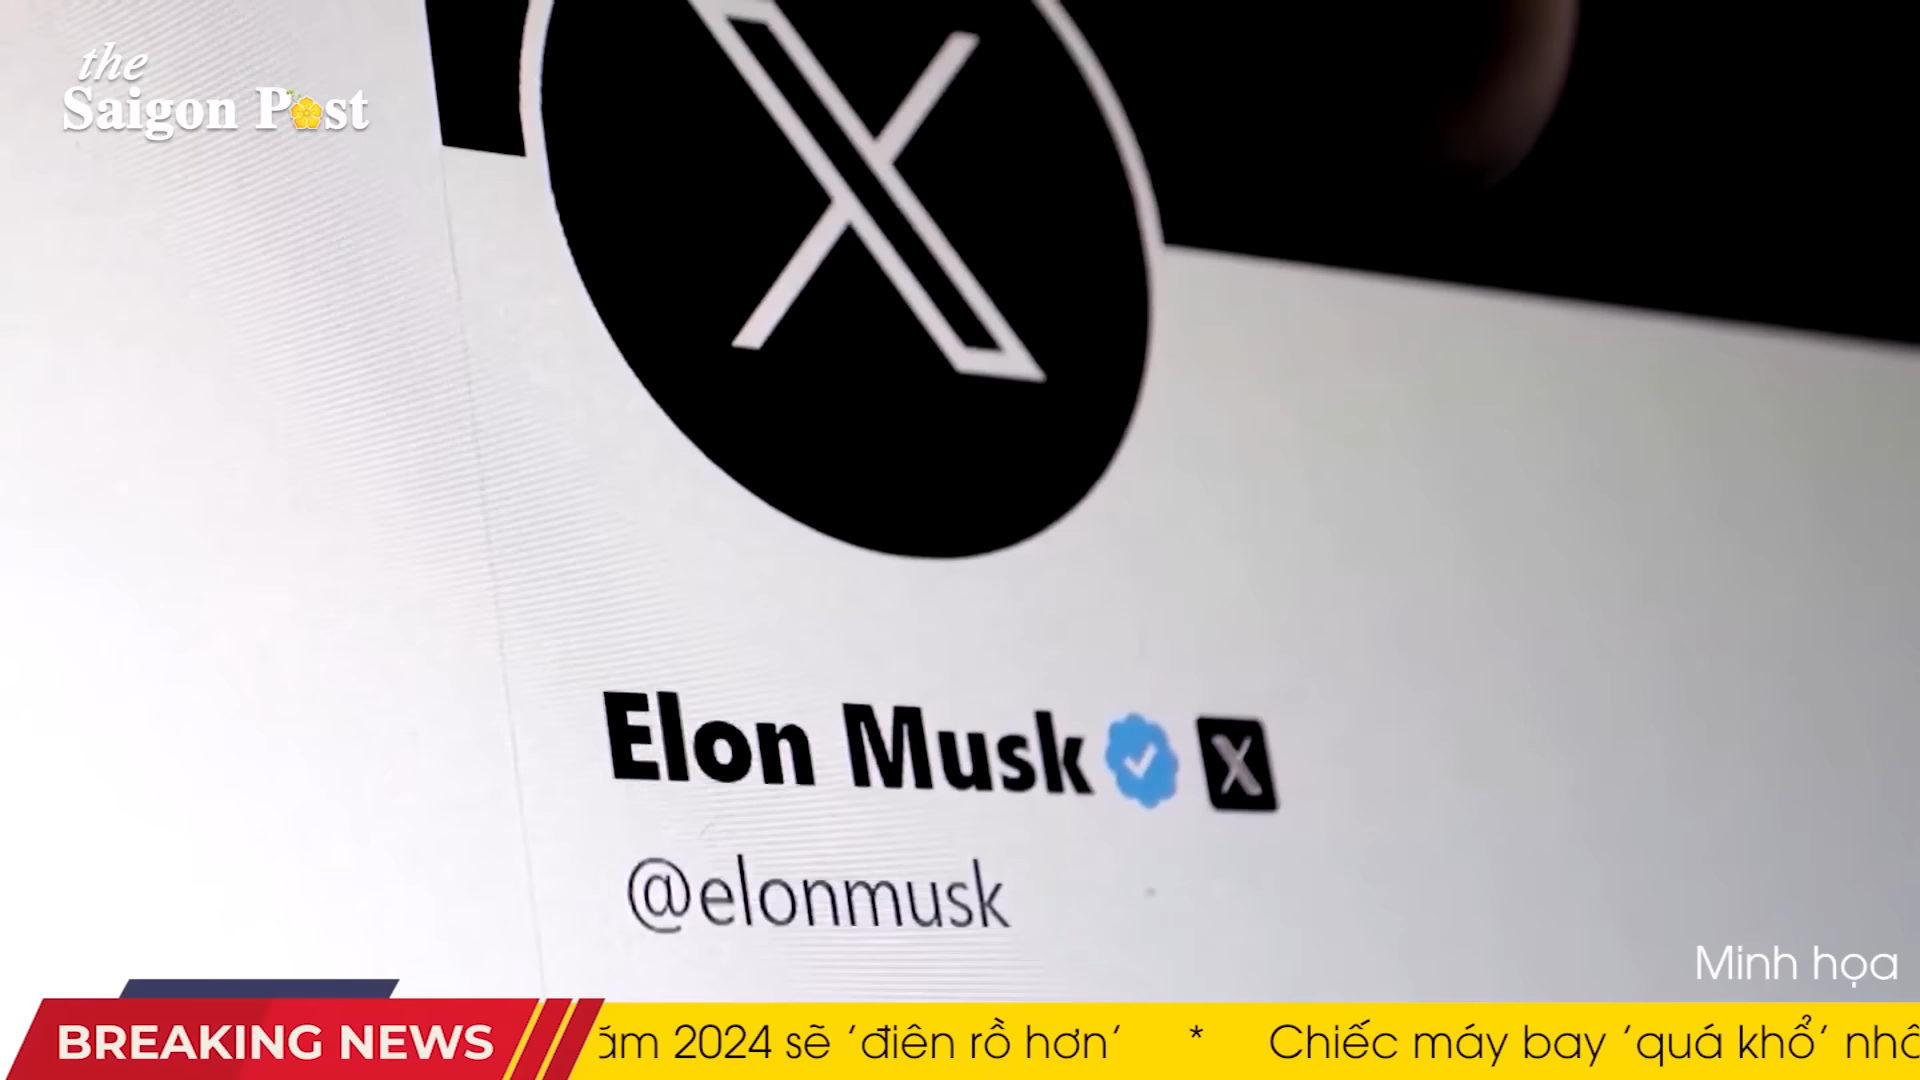 the
Saigon Post
X
Elon Musk
@elonmusk
Minh họa
BREAKING NEWS
ăm 2024 sẽ ‘điên rồ hơn‘ * Chiếc máy bay ‘quá khổ‘ nhâ